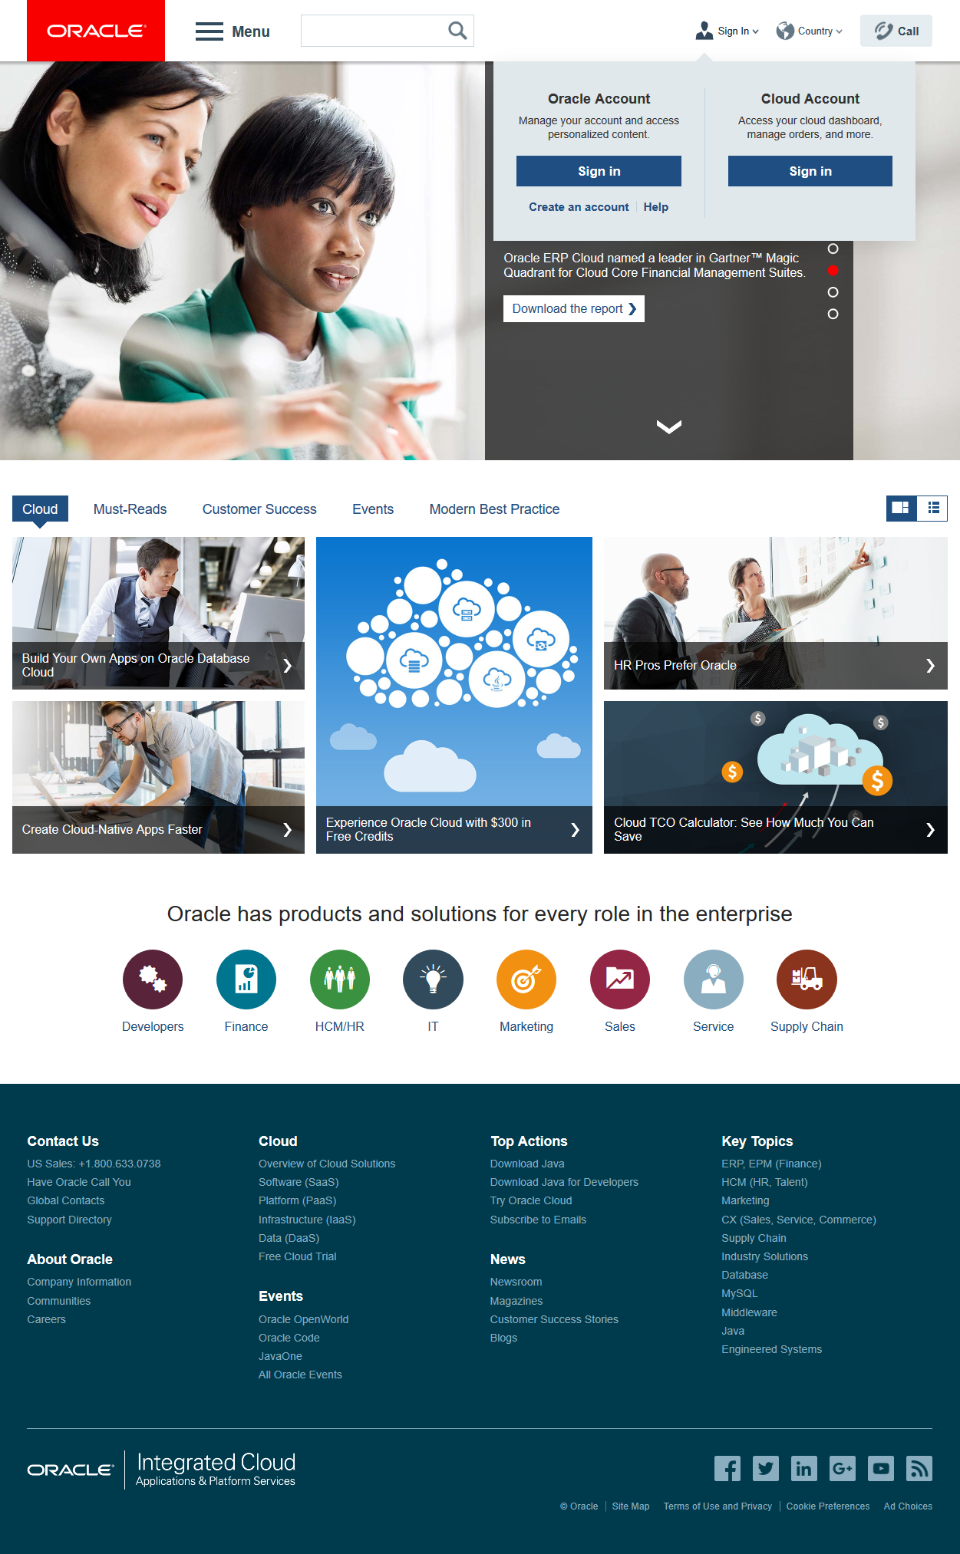 ORACLE
Menu
Sign In
Country
Call
Oracle Account
Manage your account and access
personalized content.
Sign in
Create an account
Help
Cloud Account
Access your cloud dashboard,
manage orders, and more.
Sign in
Oracle ERP Cloud named a leader in Gartner™ Magic
Quadrant for Cloud Core Financial Management Suites.
Download the report
Cloud
Must-Reads
Customer Success
Events
Modern Best Practice
Build Your Own Apps on Oracle Database
Cloud
Create Cloud-Native Apps Faster
Experience Oracle Cloud with $300 in
Free Credits
HR Pros Prefer Oracle
$ $ $ $
Cloud TCO Calculator: See How Much You Can
Save
Oracle has products and solutions for every role in the enterprise
Developers
Finance
HCM/HR
IT
Marketing
Sales
Service
Supply Chain
Contact Us
US Sales: +1.800.633.0738
Have Oracle Call You
Global Contacts
Support Directory
About Oracle
Company Information
Communities
Careers
Cloud
Overview of Cloud Solutions
Software (SaaS)
Platform (PaaS)
Infrastructure (IaaS)
Data (DaaS)
Free Cloud Trial
Events
Oracle OpenWorld
Oracle Code
JavaOne
All Oracle Events
Top Actions
Download Java
Download Java for Developers
Try Oracle Cloud
Subscribe to Emails
News
Newsroom
Magazines
Customer Success Stories
Blogs
Key Topics
ERP, EPM (Finance)
HCM (HR, Talent)
Marketing
CX (Sales, Service, Commerce)
Supply Chain
Industry Solutions
Database
MySQL
Middleware
Java
Engineered Systems
ORACLE
Integrated Cloud
Applications & Platform Services
© Oracle
Site Map
Terms of Use and Privacy
Cookie Preferences
Ad Choices